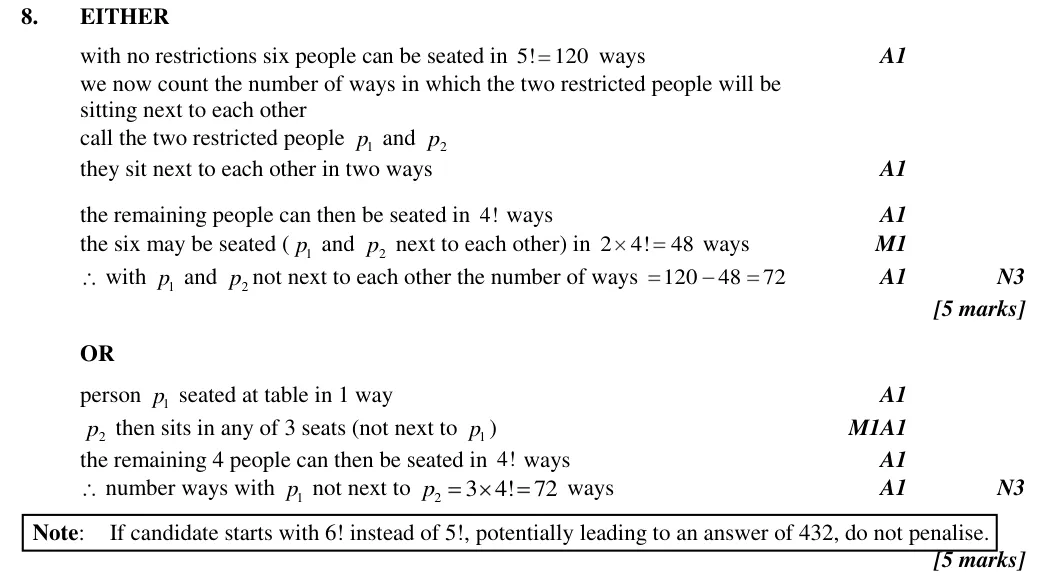 8. EITHER
with no restrictions six people can be seated in 5! = 120 ways A1
we now count the number of ways in which the two restricted people will be
sitting next to each other
call the two restricted people p₁ and p₂
they sit next to each other in two ways A1
the remaining people can then be seated in 4! ways A1
the six may be seated ( p₁ and p₂ next to each other) in 2 × 4! = 48 ways M1
∴ with p₁ and p₂ not next to each other the number of ways = 120 − 48 = 72 A1 N3
[5 marks]
OR
person p₁ seated at table in 1 way A1
p₂ then sits in any of 3 seats (not next to p₁) M1A1
the remaining 4 people can then be seated in 4! ways A1
∴ number ways with p₁ not next to p₂ = 3 × 4! = 72 ways A1 N3
Note: If candidate starts with 6! instead of 5!, potentially leading to an answer of 432, do not penalise.
[5 marks]